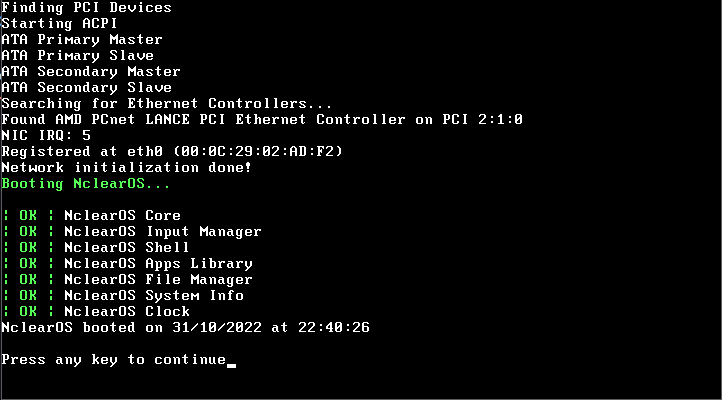 Finding PCI Devices
Starting ACPI
ATA Primary Master
ATA Primary Slave
ATA Secondary Master
ATA Secondary Slave
Searching for Ethernet Controllers...
Found AMD PCnet LANCE PCI Ethernet Controller on PCI 2:1:0
NIC IRQ: 5
Registered at eth0 (00:0C:29:02:AD:F2)
Network initialization done!
Booting NclearOS...
¦ OK ¦ NclearOS Core
¦ OK ¦ NclearOS Input Manager
¦ OK ¦ NclearOS Shell
¦ OK ¦ NclearOS Apps Library
¦ OK ¦ NclearOS File Manager
¦ OK ¦ NclearOS System Info
¦ OK ¦ NclearOS Clock
NclearOS booted on 31/10/2022 at 22:40:26
Press any key to continue_